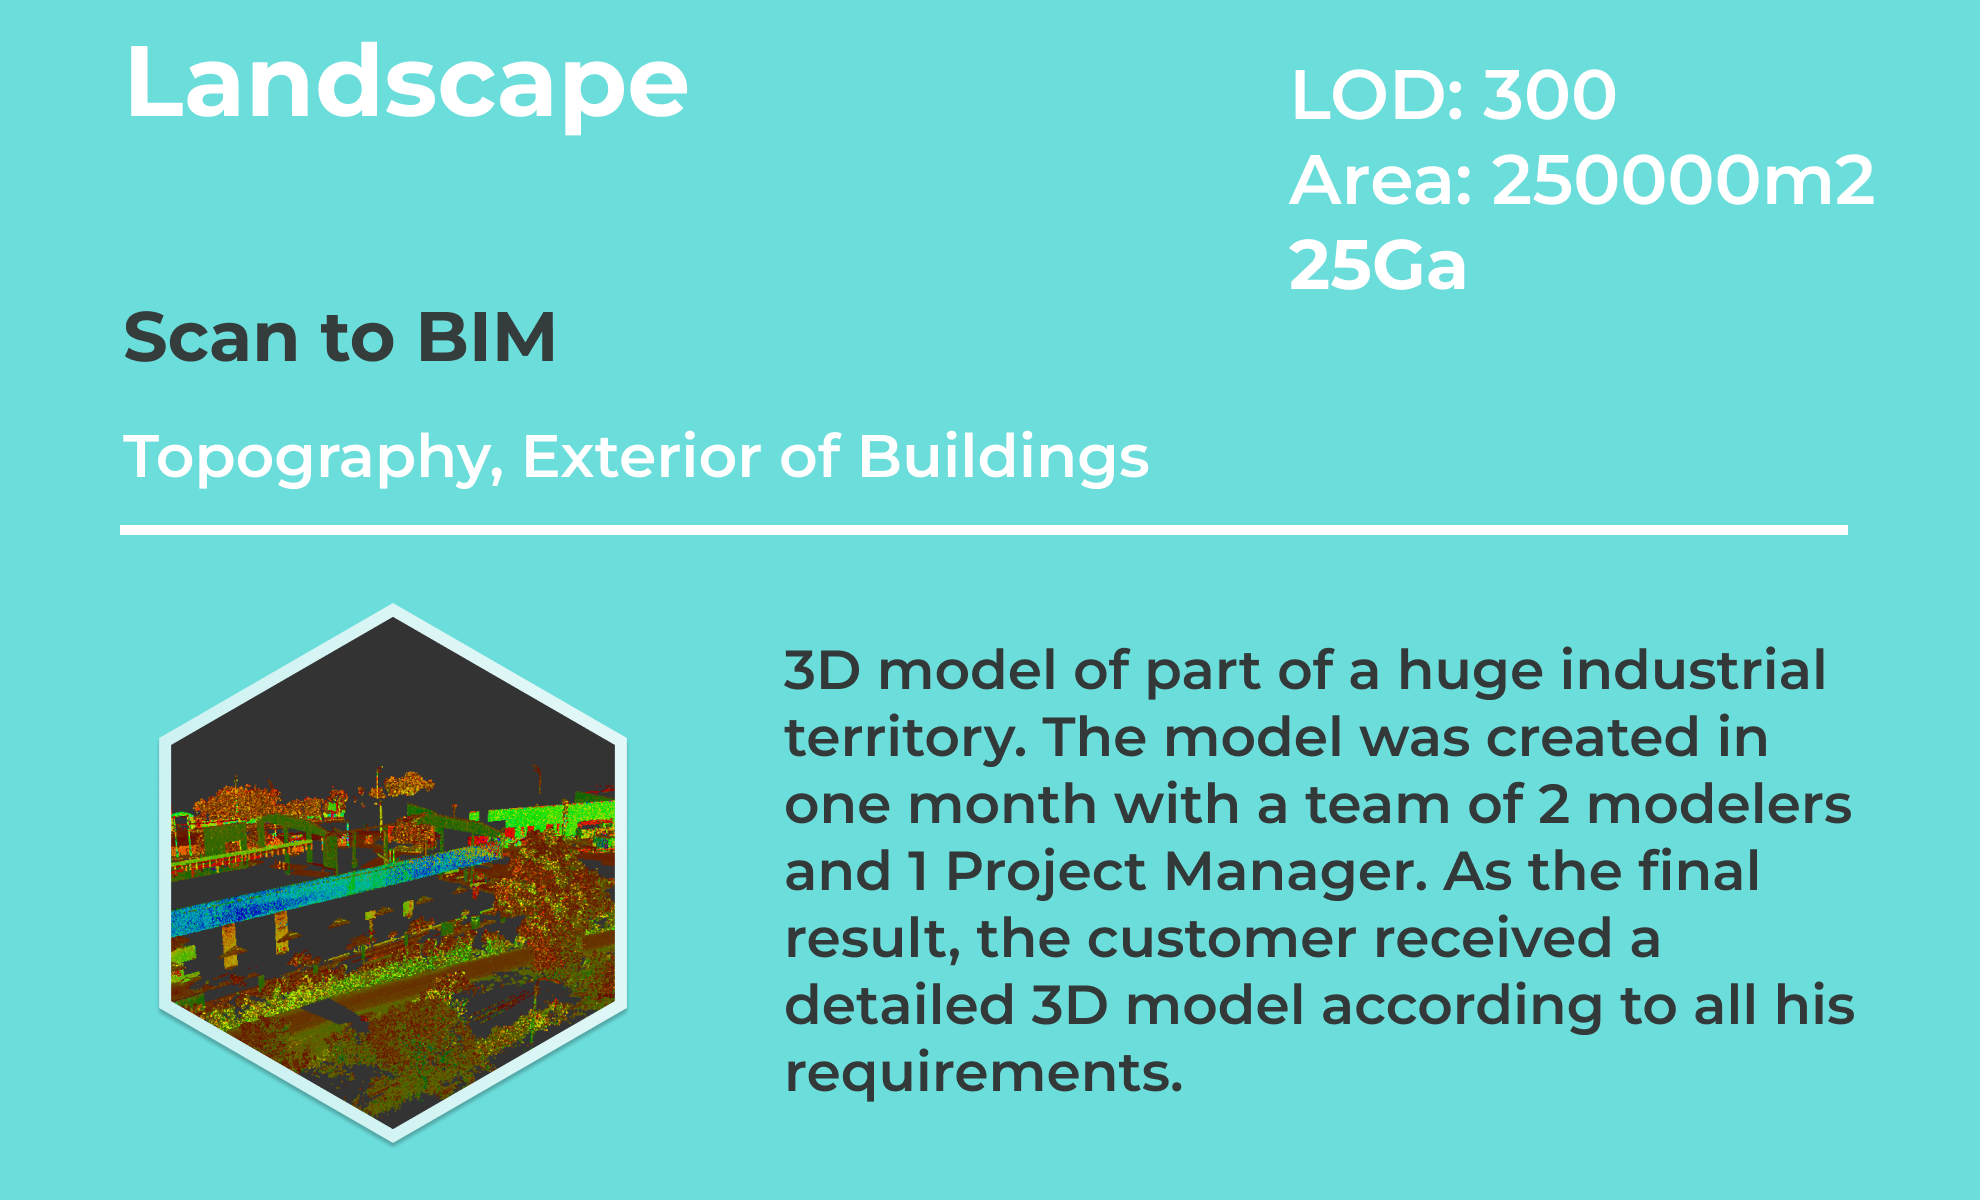 Landscape
LOD: 300
Area: 250000m2
25Ga
Scan to BIM
Topography, Exterior of Buildings
3D model of part of a huge industrial
territory. The model was created in
one month with a team of 2 modelers
and 1 Project Manager. As the final
result, the customer received a
detailed 3D model according to all his
requirements.